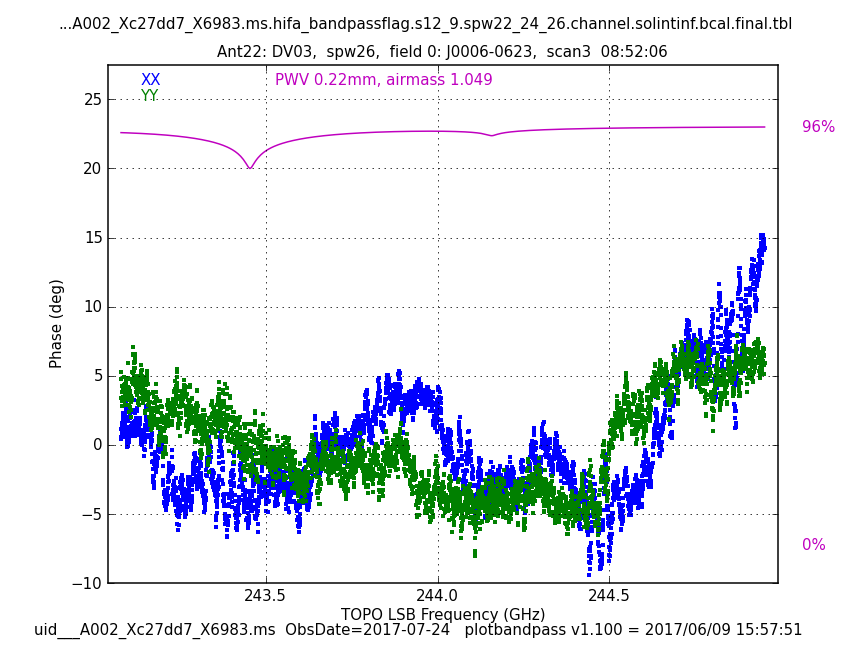 ...A002_Xc27dd7_X6983.ms.hifa_bandpassflag.s12_9.spw22_24_26.channel.solintinf.bcal.final.tbl
Ant22: DV03,  spw26,  field 0: J0006-0623,  scan3  08:52:06
XX
PWV 0.22mm, airmass 1.049
YY
25
96%
20
15
10
Phase (deg)
5
0
−5
0%
−10
243.5
244.0
244.5
TOPO LSB Frequency (GHz)
uid___A002_Xc27dd7_X6983.ms  ObsDate=2017-07-24   plotbandpass v1.100 = 2017/06/09 15:57:51